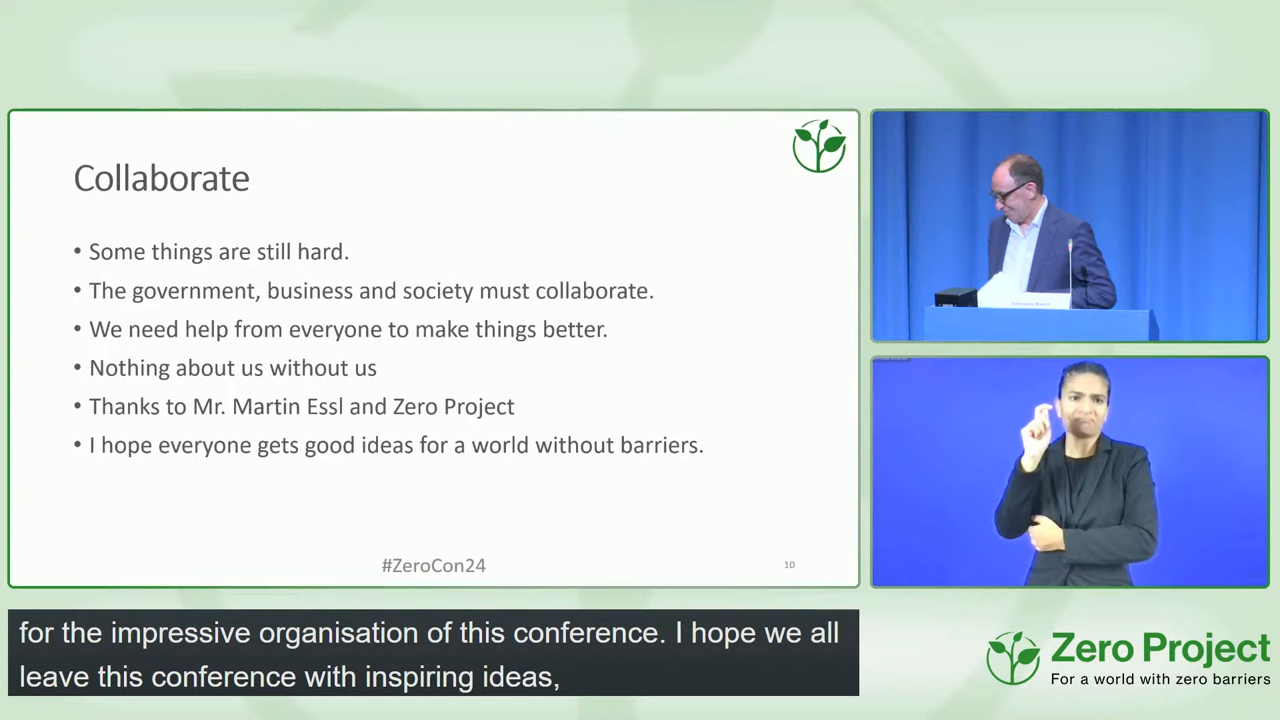 Collaborate
• Some things are still hard.
• The government, business and society must collaborate.
• We need help from everyone to make things better.
• Nothing about us without us
• Thanks to Mr. Martin Essl and Zero Project
• I hope everyone gets good ideas for a world without barriers.
#ZeroCon24
10
for the impressive organisation of this conference. I hope we all
leave this conference with inspiring ideas,
Zero Project
For a world with zero barriers